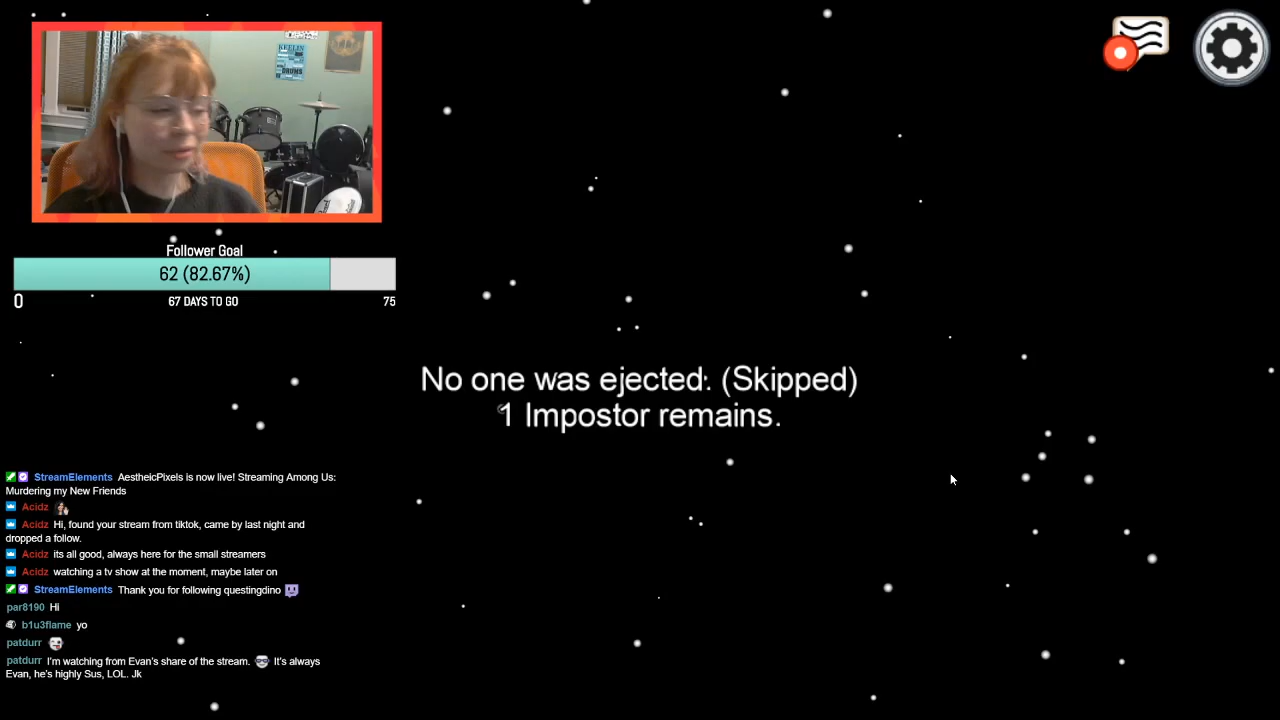 KEELIN
DRUMS
Follower Goal
62 (82.67%)
0
67 DAYS TO GO
75
No one was ejected. (Skipped)
1 Impostor remains.
StreamElements AestheicPixels is now live! Streaming Among Us:
Murdering my New Friends
Acidz
Acidz Hi, found your stream from tiktok, came by last night and
dropped a follow.
Acidz its all good, always here for the small streamers
Acidz watching a tv show at the moment, maybe later on
StreamElements Thank you for following questingdino
par8190 Hi
b1u3flame yo
patdurr
patdurr I'm watching from Evan's share of the stream. It's always
Evan, he's highly Sus, LOL. Jk